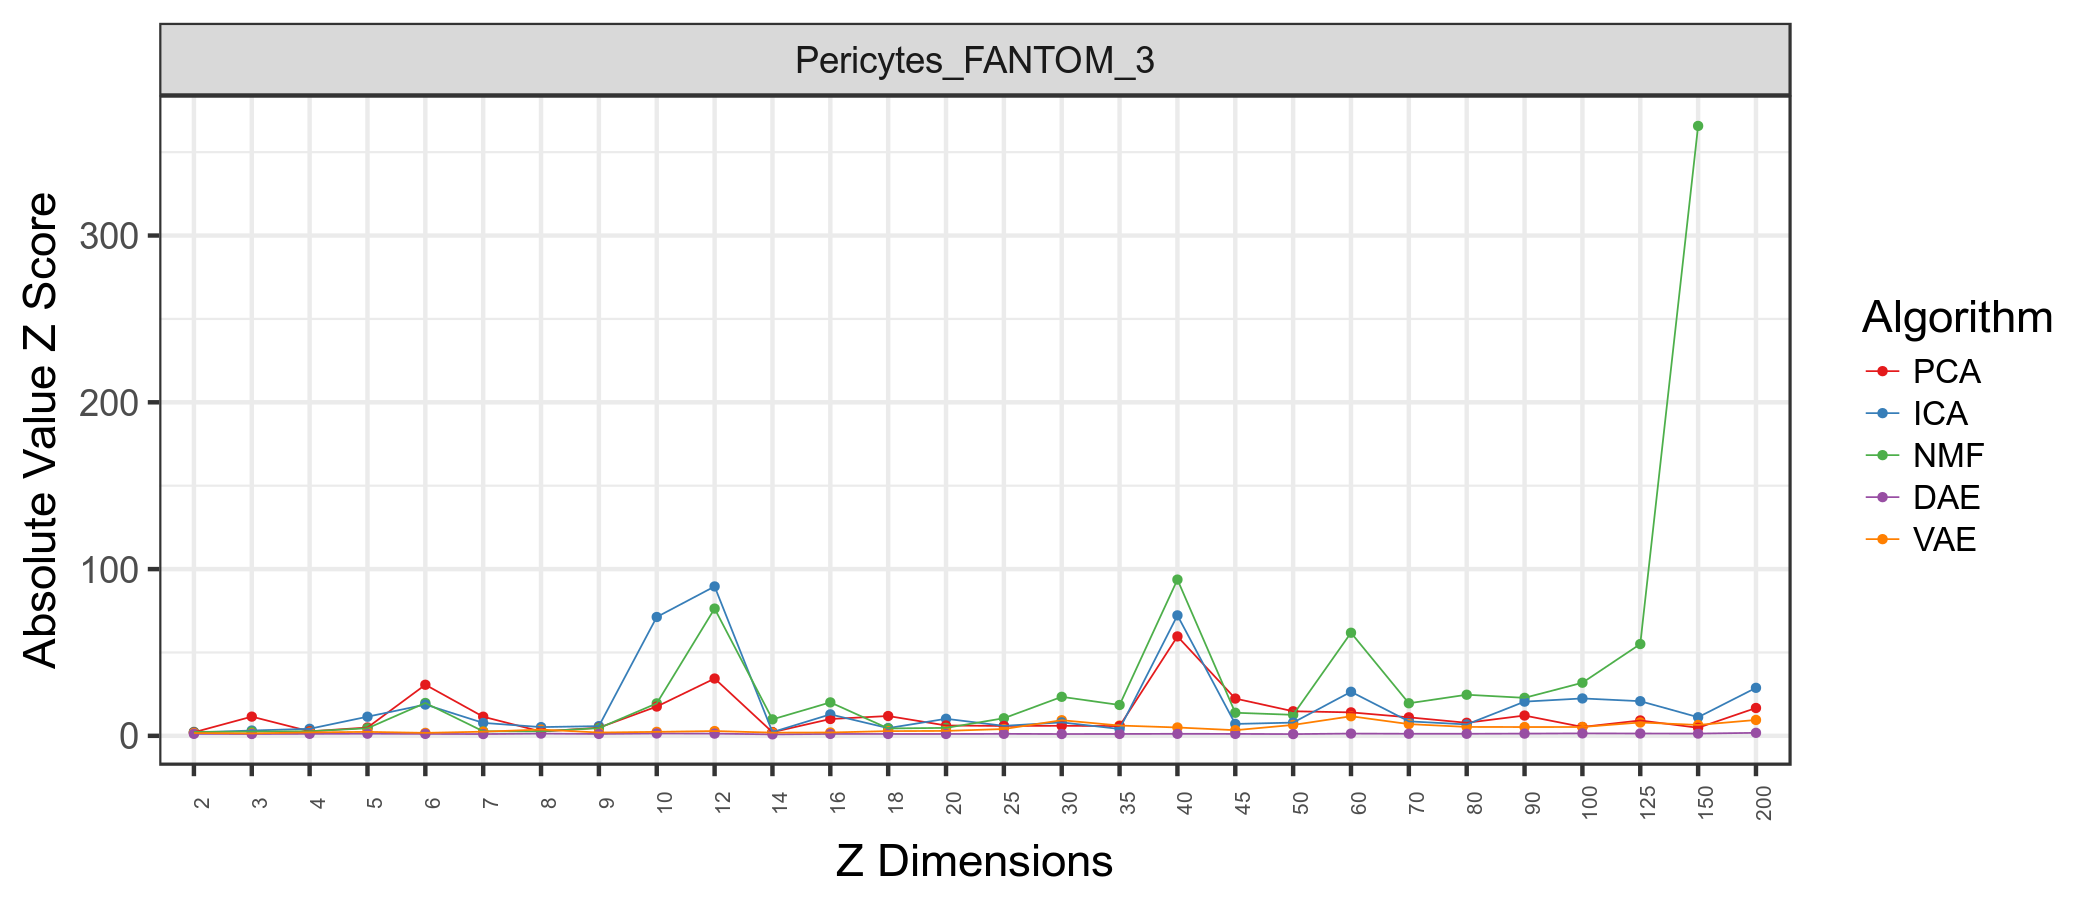 Pericytes_FANTOM_3
Absolute Value Z Score
300
200
100
0
2 3 4 5 6 7 8 9 10 12 14 16 18 20 25 30 35 40 45 50 60 70 80 90 100 125 150 200
Z Dimensions
Algorithm
PCA
ICA
NMF
DAE
VAE